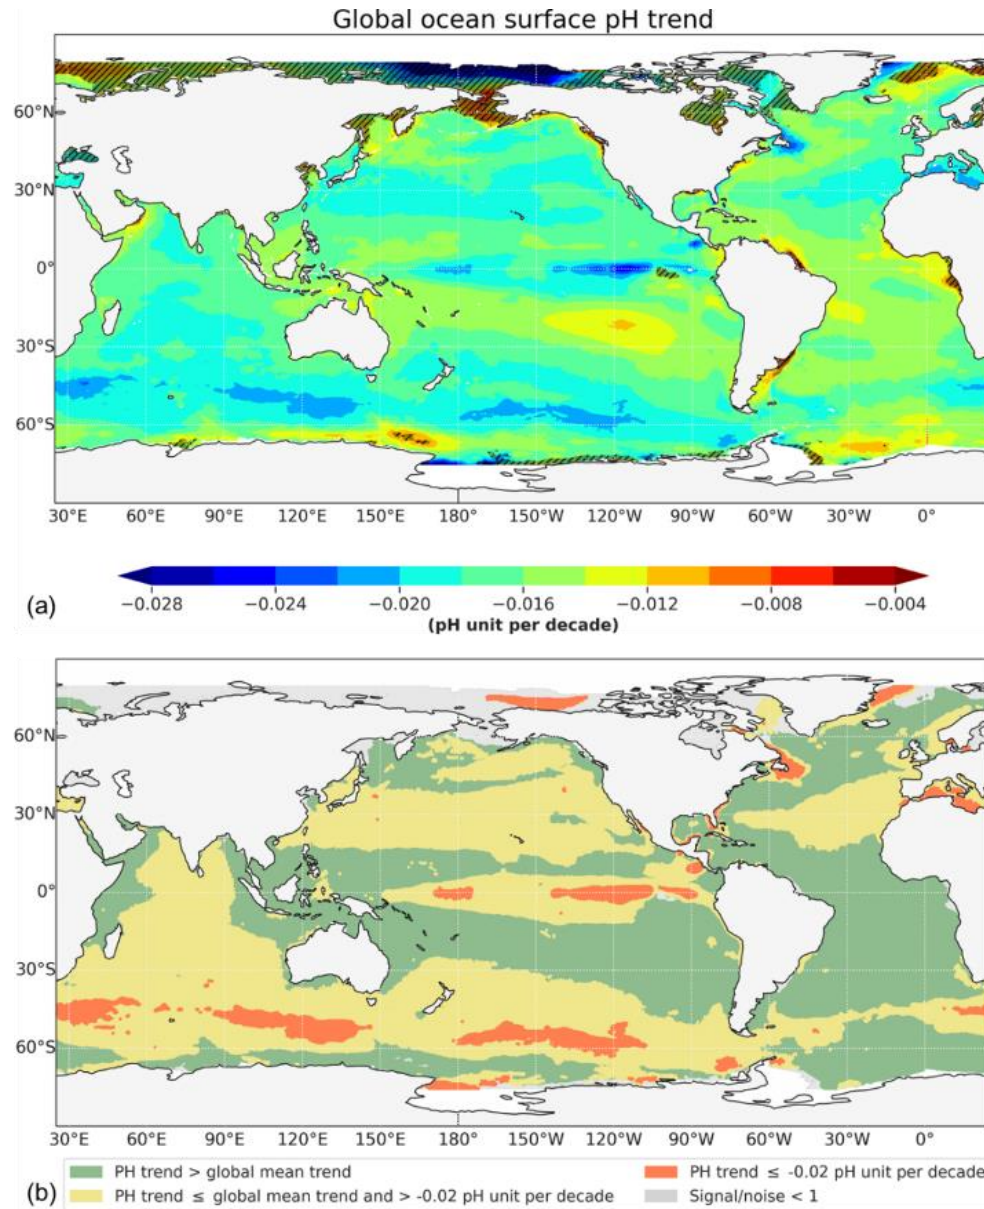 Global ocean surface pH trend
60°N
30°N
0°
30°S
60°S
30°E 60°E 90°E 120°E 150°E 180° 150°W 120°W 90°W 60°W 30°W 0°
(a)
−0.028 −0.024 −0.020 −0.016 −0.012 −0.008 −0.004
(pH unit per decade)
60°N
30°N
0°
30°S
60°S
30°E 60°E 90°E 120°E 150°E 180° 150°W 120°W 90°W 60°W 30°W 0°
(b)
PH trend > global mean trend PH trend ≤ -0.02 pH unit per decade
PH trend ≤ global mean trend and > -0.02 pH unit per decade Signal/noise < 1